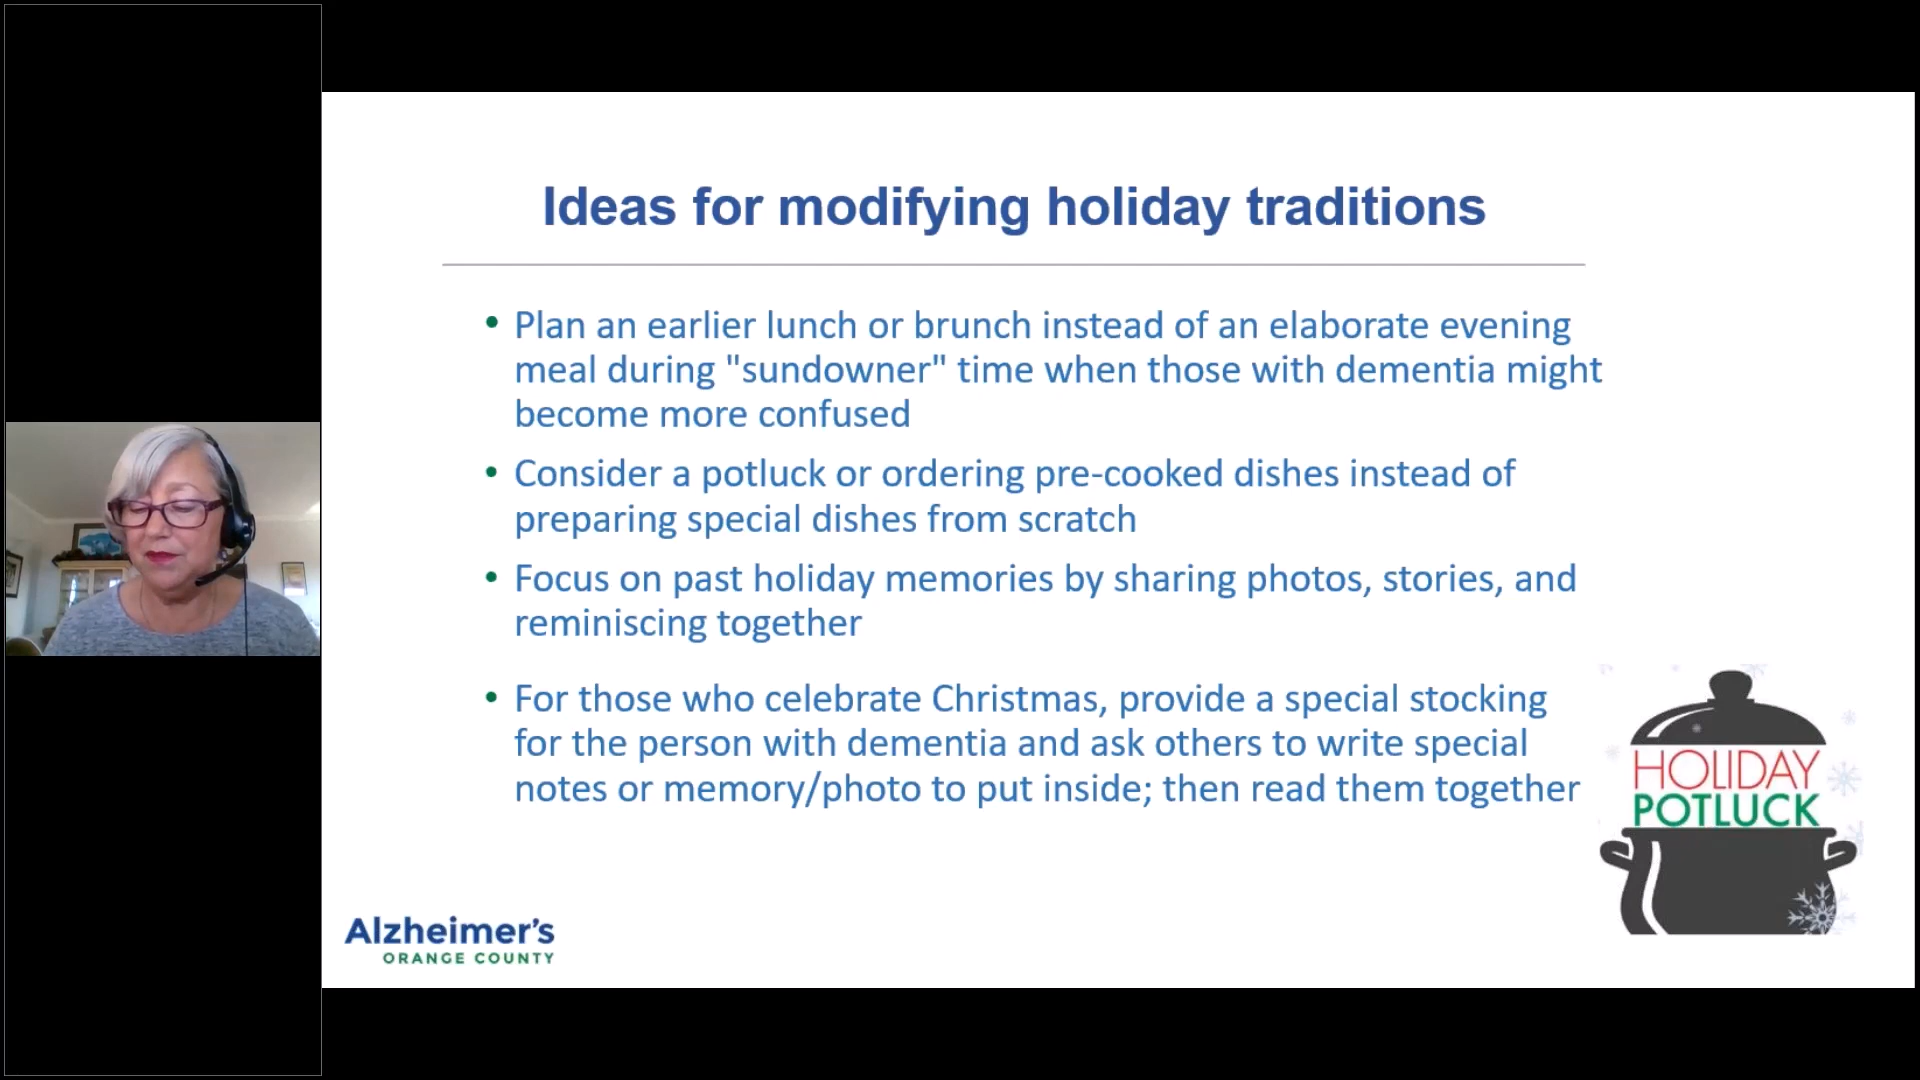 Ideas for modifying holiday traditions
• Plan an earlier lunch or brunch instead of an elaborate evening
meal during "sundowner" time when those with dementia might
become more confused
• Consider a potluck or ordering pre-cooked dishes instead of
preparing special dishes from scratch
• Focus on past holiday memories by sharing photos, stories, and
reminiscing together
• For those who celebrate Christmas, provide a special stocking
for the person with dementia and ask others to write special
notes or memory/photo to put inside; then read them together
HOLIDAY
POTLUCK
Alzheimer's
ORANGE COUNTY